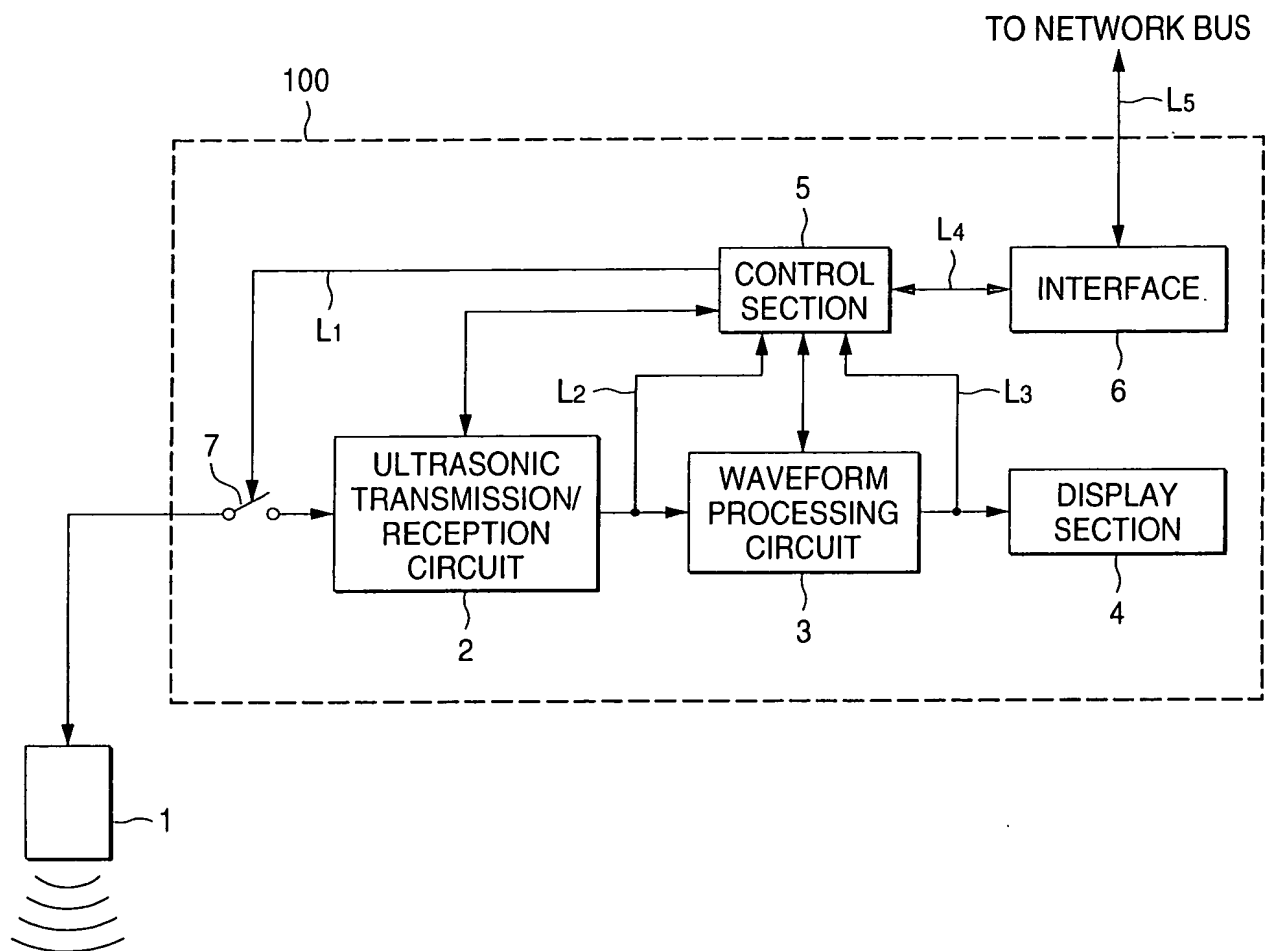 TO NETWORK BUS
100
L5
5
L4
CONTROL
SECTION
INTERFACE
L1
6
L2
L3
7
ULTRASONIC
TRANSMISSION/
RECEPTION
CIRCUIT
WAVEFORM
PROCESSING
CIRCUIT
DISPLAY
SECTION
2
3
4
1